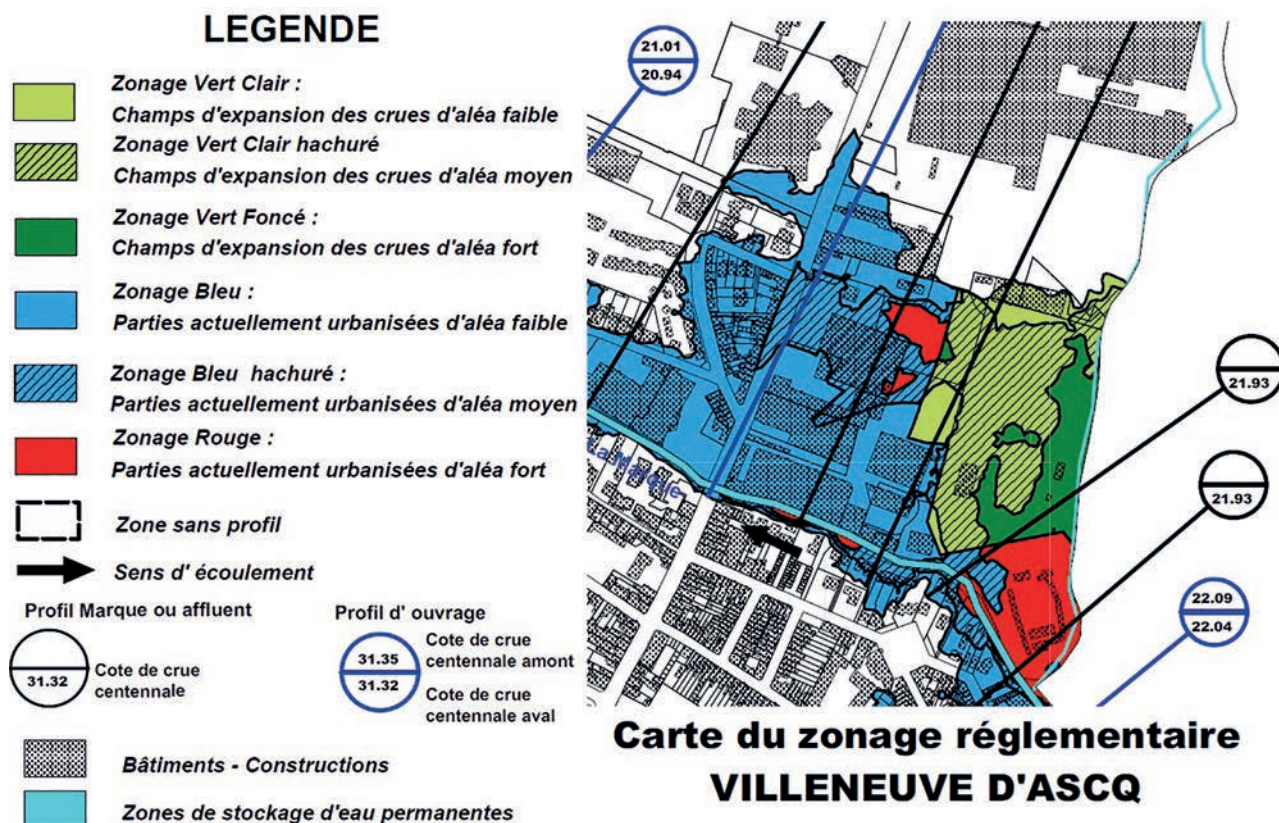 LEGENDE
Zonage Vert Clair :
Champs d'expansion des crues d'aléa faible
Zonage Vert Clair hachuré
Champs d'expansion des crues d'aléa moyen
Zonage Vert Foncé :
Champs d'expansion des crues d'aléa fort
Zonage Bleu :
Parties actuellement urbanisées d'aléa faible
Zonage Bleu hachuré :
Parties actuellement urbanisées d'aléa moyen
Zonage Rouge :
Parties actuellement urbanisées d'aléa fort
Zone sans profil
Sens d' écoulement
Profil Marque ou affluent
31.32
Cote de crue
centennale
Profil d' ouvrage
31.35
31.32
Cote de crue
centennale amont
Cote de crue
centennale aval
Bâtiments - Constructions
Zones de stockage d'eau permanentes
21.01
20.94
La Marque
21.93
21.93
22.09
22.04
Carte du zonage réglementaire
VILLENEUVE D'ASCQ